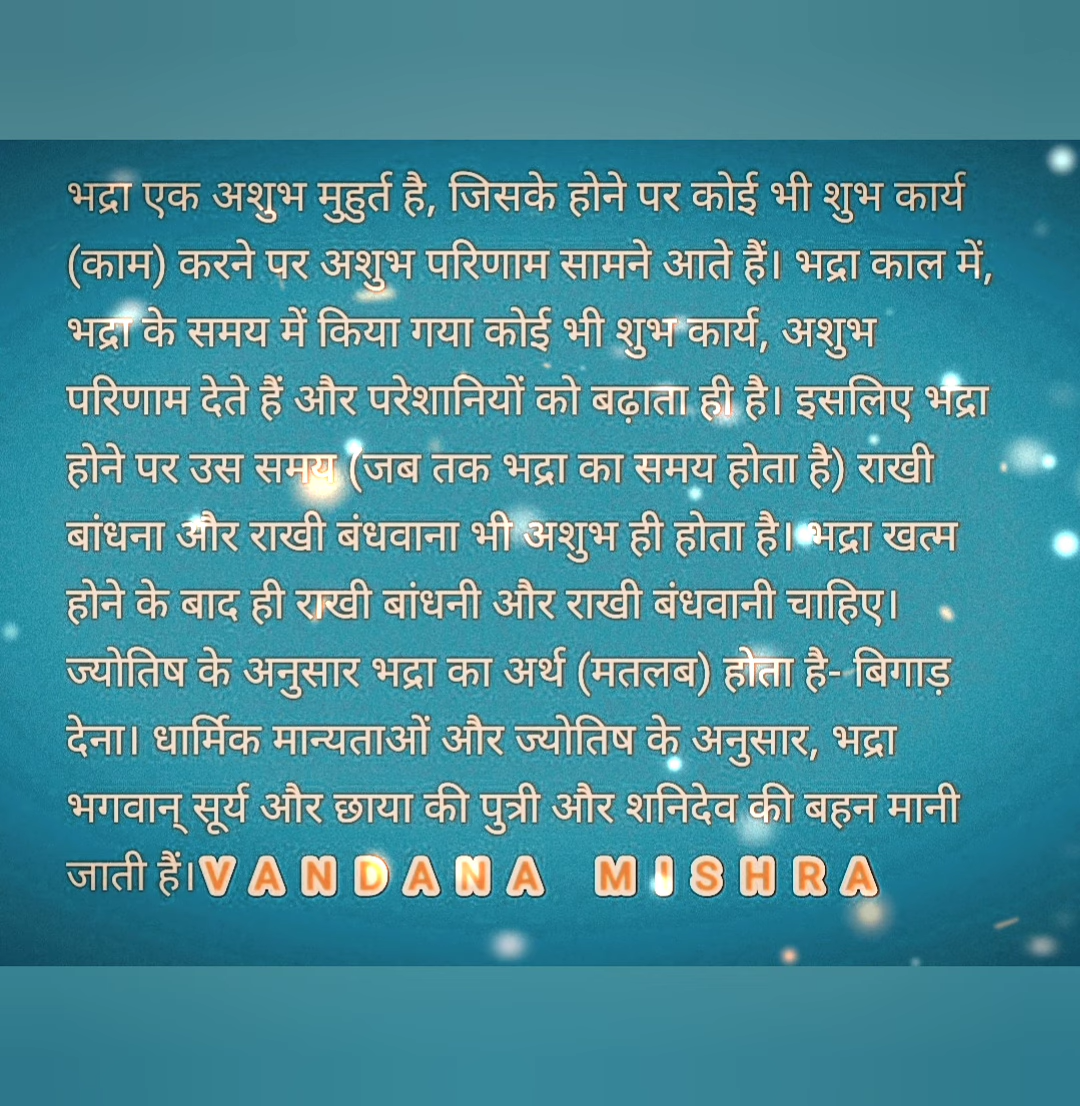 भद्रा एक अशुभ मुहुर्त है, जिसके होने पर कोई भी शुभ कार्य
(काम) करने पर अशुभ परिणाम सामने आते हैं। भद्रा काल में,
भद्रा के समय में किया गया कोई भी शुभ कार्य, अशुभ
परिणाम देते हैं और परेशानियों को बढ़ाता ही है। इसलिए भद्रा
होने पर उस समय (जब तक भद्रा का समय होता है) राखी
बांधना और राखी बंधवाना भी अशुभ ही होता है। भद्रा खत्म
होने के बाद ही राखी बांधनी और राखी बंधवानी चाहिए।
ज्योतिष के अनुसार भद्रा का अर्थ (मतलब) होता है- बिगाड़
देना। धार्मिक मान्यताओं और ज्योतिष के अनुसार, भद्रा
भगवान् सूर्य और छाया की पुत्री और शनिदेव की बहन मानी
जाती हैं।VANDANA MISHRA